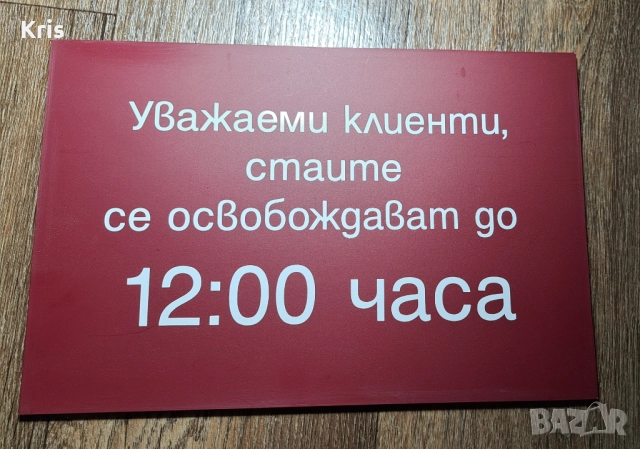 Kris
Уважаеми клиенти,
стаите
се освобождават до
12:00 часа
BAZAR